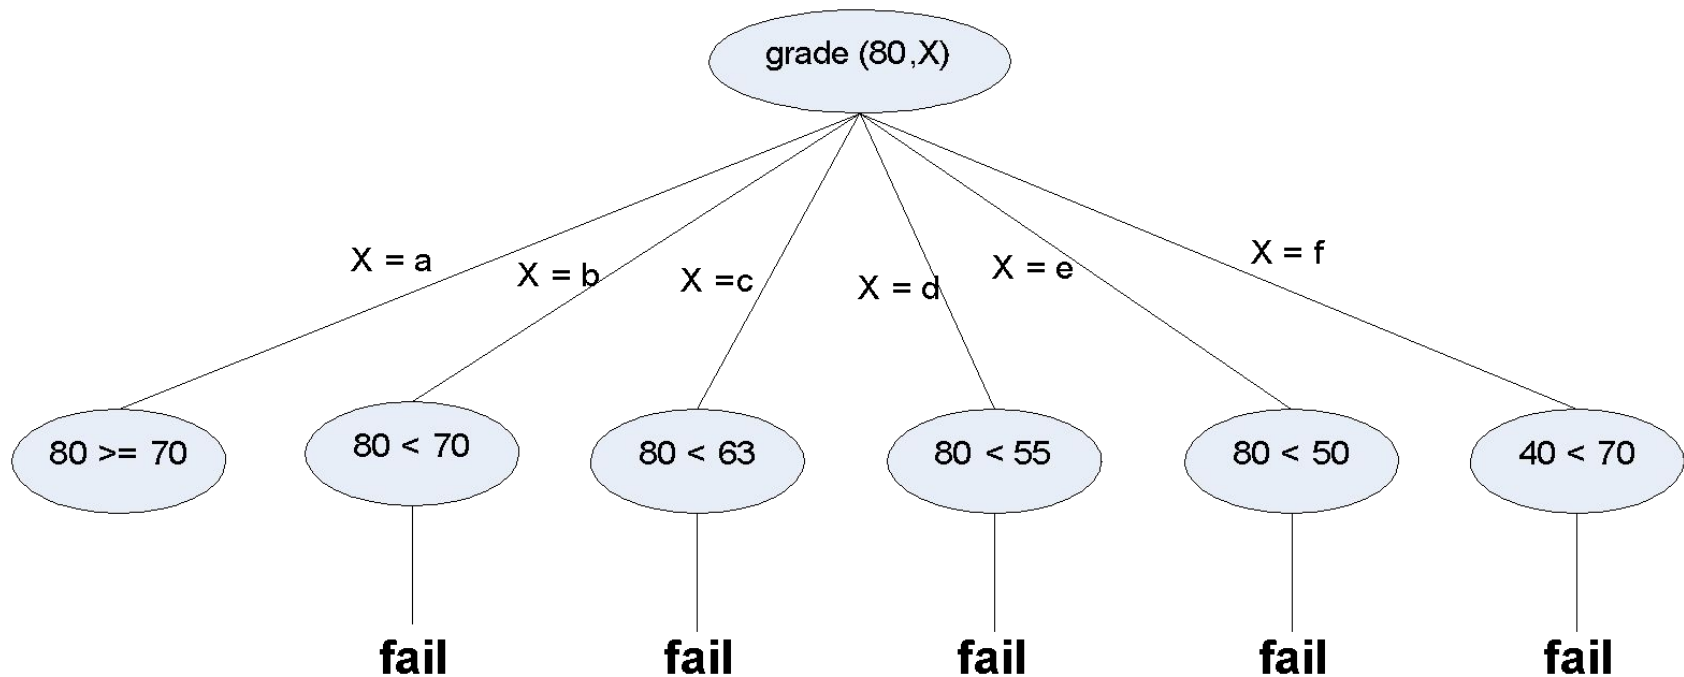 grade (80,X)
X = a
X = b
X =c
X = d
X = e
X = f
80 >= 70
80 < 70
80 < 63
80 < 55
80 < 50
40 < 70
fail
fail
fail
fail
fail